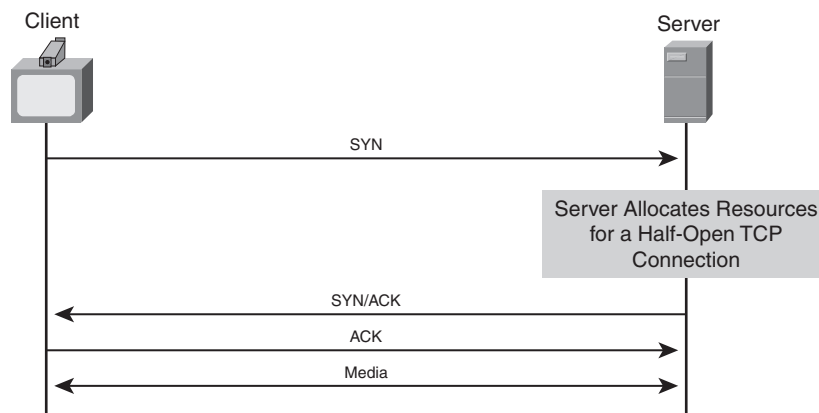 Client
Server
SYN
Server Allocates Resources
for a Half-Open TCP
Connection
SYN/ACK
ACK
Media